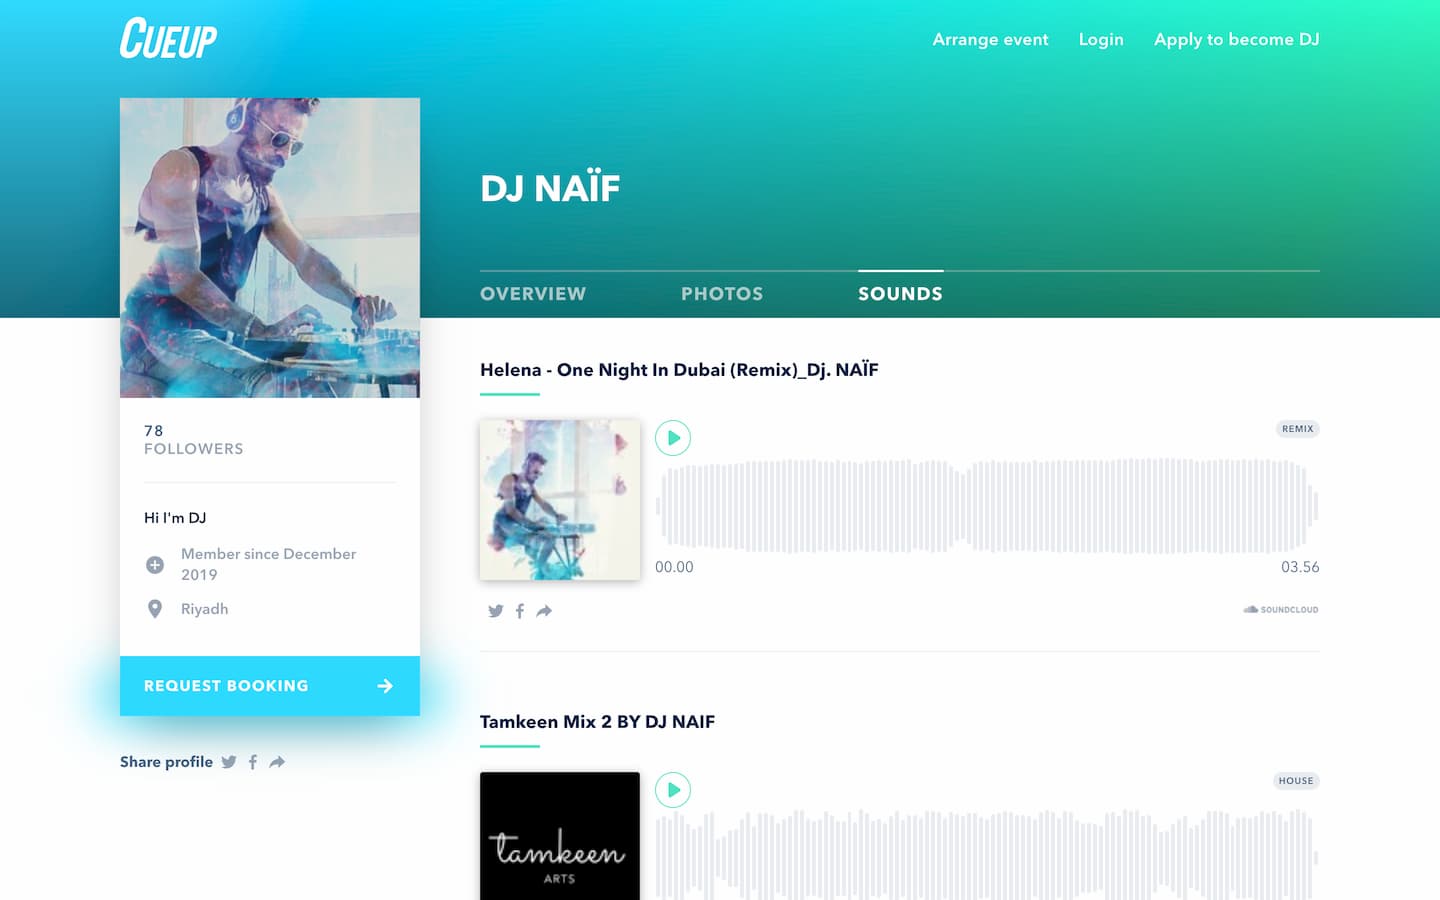 CUEUP
Arrange event
Login
Apply to become DJ
DJ NAÏF
OVERVIEW
PHOTOS
SOUNDS
78
FOLLOWERS
Hi I'm DJ
Member since December
2019
Riyadh
REQUEST BOOKING
Share profile
Helena - One Night In Dubai (Remix)_Dj. NAÏF
REMIX
00.00
03.56
SOUNDCLOUD
Tamkeen Mix 2 BY DJ NAIF
HOUSE
tamkeen
ARTS